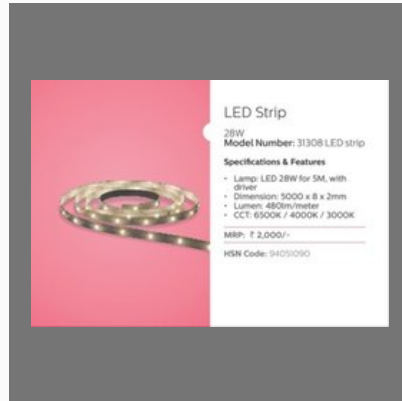 LED Strip
28W
Model Number: 31308 LED strip
Specifications & Features
• Lamp: LED 28W for 5M, with
driver
• Dimension: 5000 x 8 x 2mm
• Lumen: 480lm/meter
• CCT: 6500K / 4000K / 3000K
MRP: ₹ 2,000/-
HSN Code: 94051090